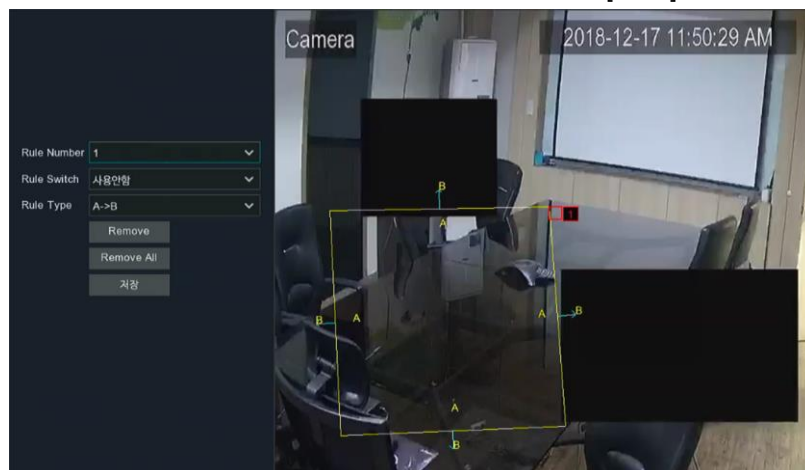 Camera
2018-12-17 11:50:29 AM
Rule Number 1
Rule Switch 사용안함
Rule Type A->B
Remove
Remove All
저장
B
A
1
B A
A B
A
B